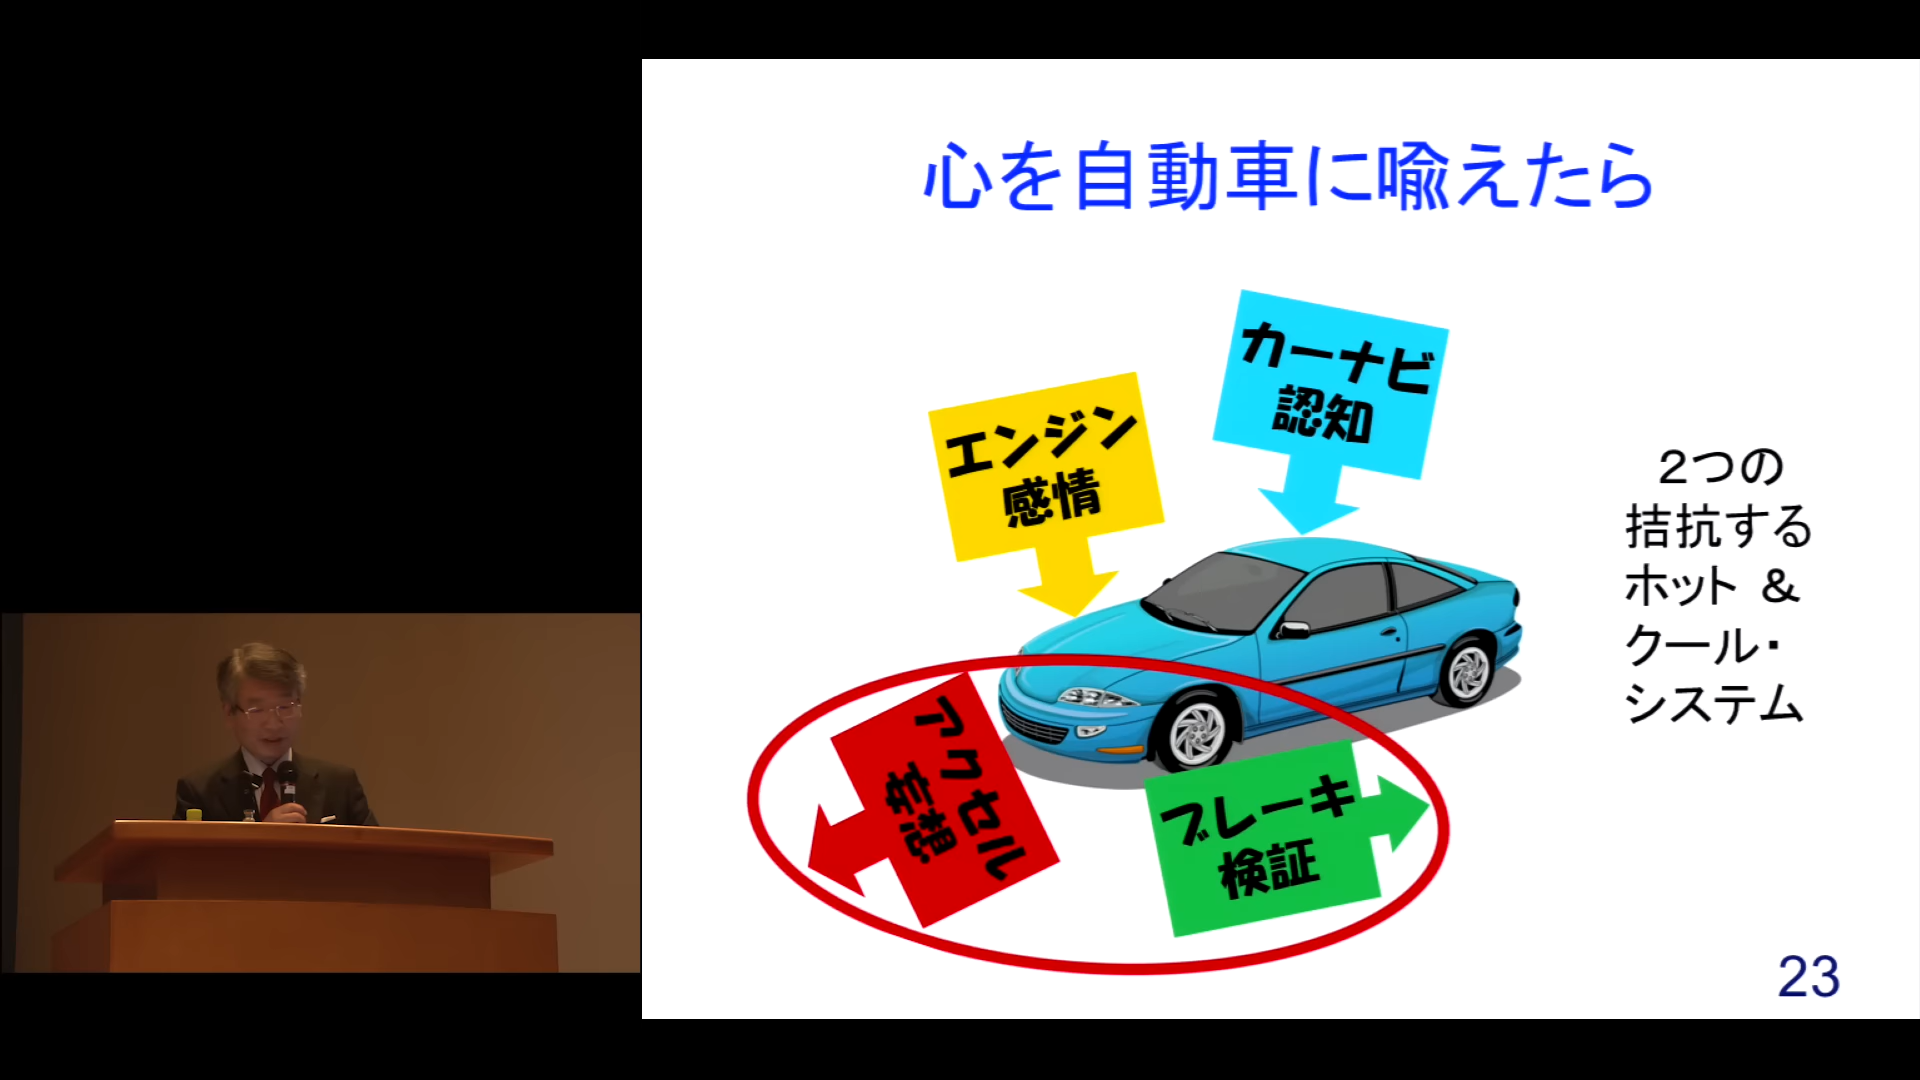 心を自動車に喩えたら
カーナビ
認知
エンジン
感情
２つの
拮抗する
ホット ＆
クール・
システム
アクセル
妄想
ブレーキ
検証
23